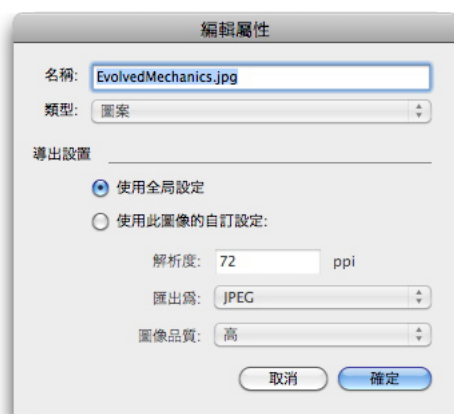 編輯屬性
名稱: EvolvedMechanics.jpg
類型: 圖案
導出設置
使用全局設定
使用此圖像的自訂設定:
解析度: 72 ppi
匯出爲: JPEG
圖像品質: 高
取消 確定